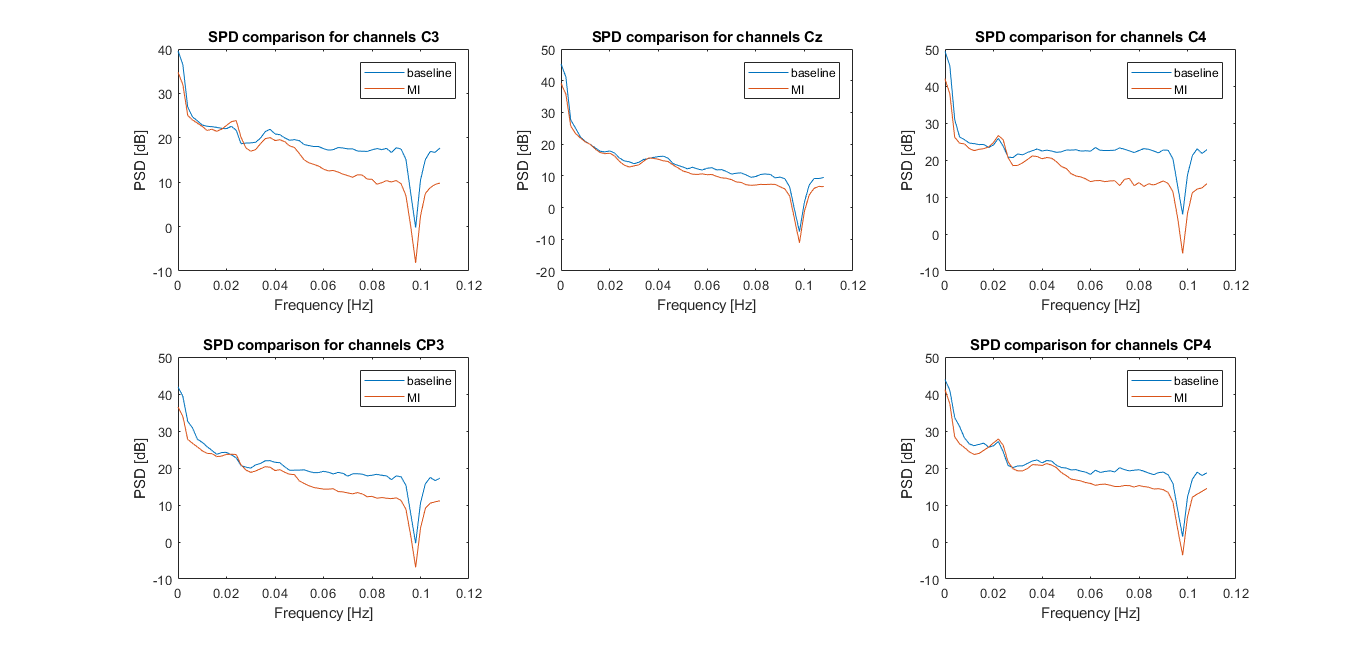 SPD comparison for channels C3
40
30
20
10
0
-10
PSD [dB]
baseline
MI
0 0.02 0.04 0.06 0.08 0.1 0.12
Frequency [Hz]
SPD comparison for channels Cz
50
40
30
20
10
0
-10
-20
PSD [dB]
baseline
MI
0 0.02 0.04 0.06 0.08 0.1 0.12
Frequency [Hz]
SPD comparison for channels C4
50
40
30
20
10
0
-10
PSD [dB]
baseline
MI
0 0.02 0.04 0.06 0.08 0.1 0.12
Frequency [Hz]
SPD comparison for channels CP3
50
40
30
20
10
0
-10
PSD [dB]
baseline
MI
0 0.02 0.04 0.06 0.08 0.1 0.12
Frequency [Hz]
SPD comparison for channels CP4
50
40
30
20
10
0
-10
PSD [dB]
baseline
MI
0 0.02 0.04 0.06 0.08 0.1 0.12
Frequency [Hz]